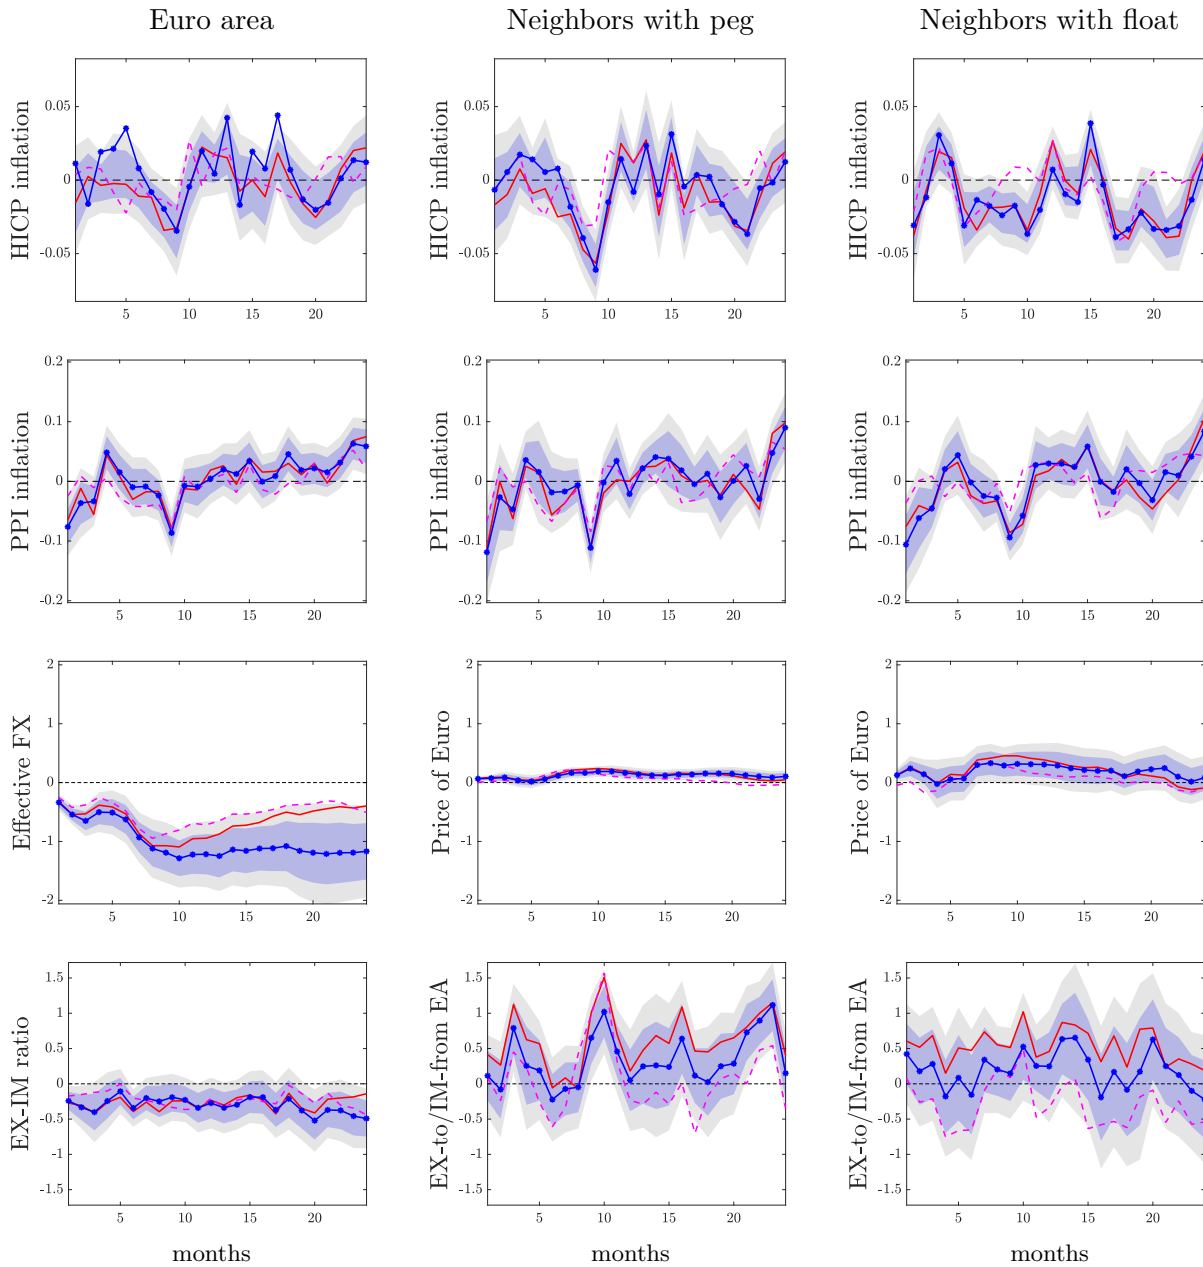 Euro area Neighbors with peg Neighbors with float
HICP inflation HICP inflation HICP inflation
0.05 0.05 0.05
0 0 0
-0.05 -0.05 -0.05
5 10 15 20 5 10 15 20 5 10 15 20
PPI inflation PPI inflation PPI inflation
0.2 0.2 0.2
0.1 0.1 0.1
0 0 0
-0.1 -0.1 -0.1
-0.2 -0.2 -0.2
5 10 15 20 5 10 15 20 5 10 15 20
Effective FX Price of Euro Price of Euro
2 2 2
1 1 1
0 0 0
-1 -1 -1
-2 -2 -2
5 10 15 20 5 10 15 20 5 10 15 20
EX-IM ratio EX-to/IM-from EA EX-to/IM-from EA
1.5 1.5 1.5
1 1 1
0.5 0.5 0.5
0 0 0
-0.5 -0.5 -0.5
-1 -1 -1
-1.5 -1.5 -1.5
5 10 15 20 5 10 15 20 5 10 15 20
months months months